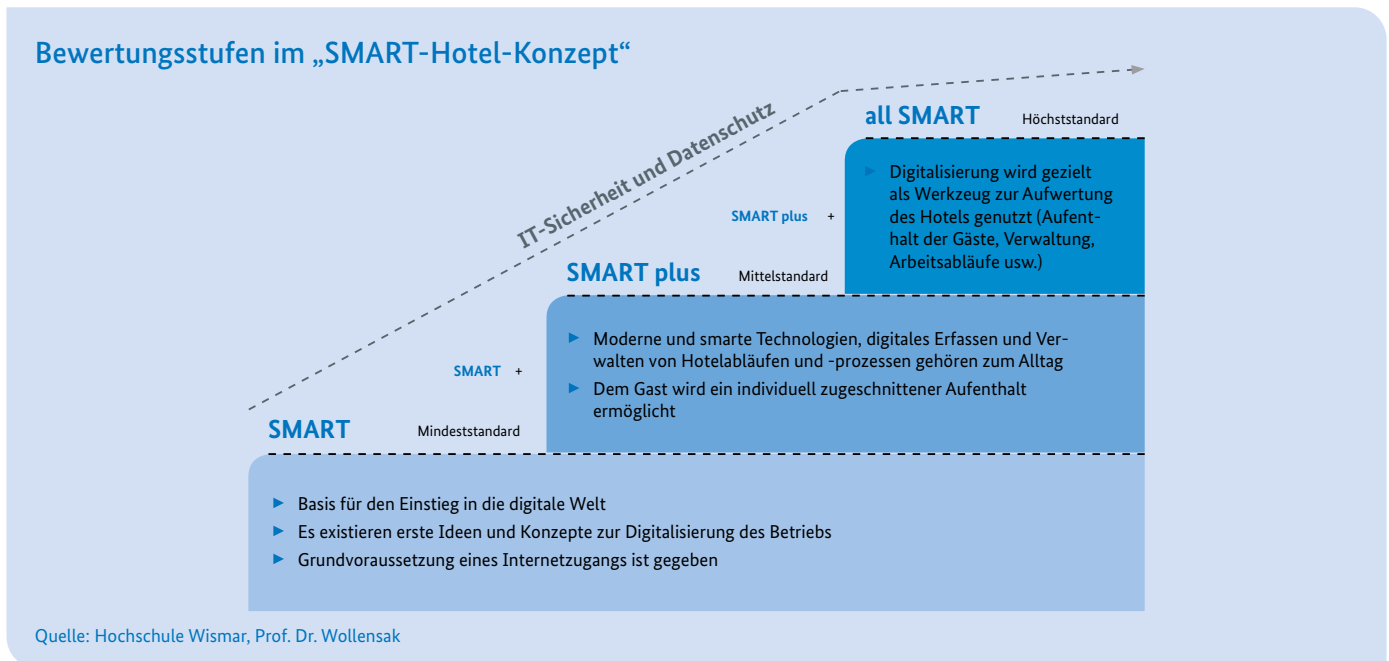 Bewertungsstufen im „SMART-Hotel-Konzept“
IT-Sicherheit und Datenschutz
all SMART Höchststandard
► Digitalisierung wird gezielt
als Werkzeug zur Aufwertung
des Hotels genutzt (Aufent-
halt der Gäste, Verwaltung,
Arbeitsabläufe usw.)
SMART plus +
SMART plus Mittelstandard
► Moderne und smarte Technologien, digitales Erfassen und Ver-
walten von Hotelabläufen und -prozessen gehören zum Alltag
► Dem Gast wird ein individuell zugeschnittener Aufenthalt
ermöglicht
SMART +
SMART Mindeststandard
► Basis für den Einstieg in die digitale Welt
► Es existieren erste Ideen und Konzepte zur Digitalisierung des Betriebs
► Grundvoraussetzung eines Internetzugangs ist gegeben
Quelle: Hochschule Wismar, Prof. Dr. Wollensak